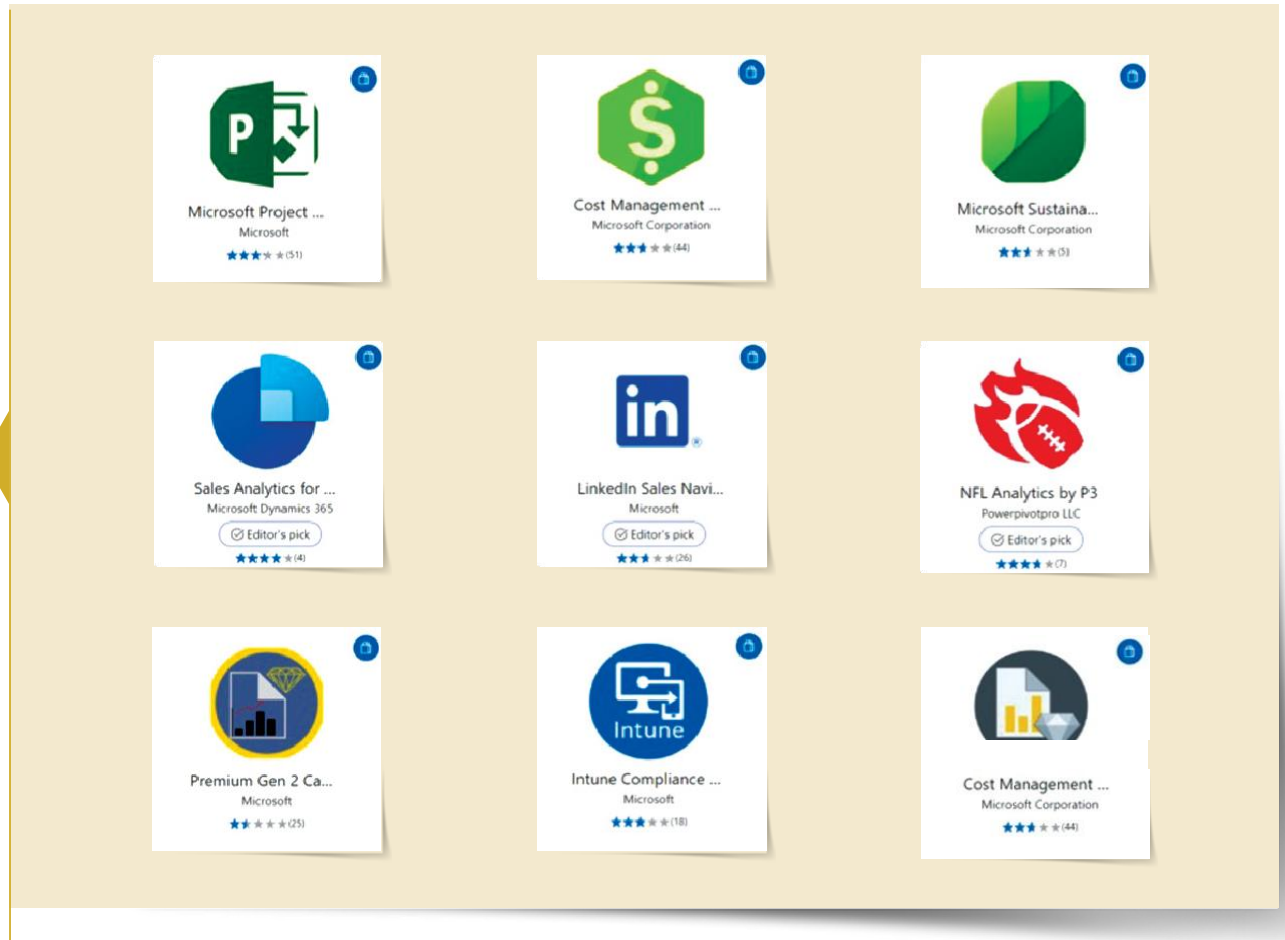 P
$
Microsoft Project ...
Microsoft
(51)
Cost Management ...
Microsoft Corporation
(44)
Microsoft Sustaina...
Microsoft Corporation
(5)
Sales Analytics for ...
Microsoft Dynamics 365
Editor's pick
(4)
in
®
LinkedIn Sales Navi...
Microsoft
Editor's pick
(26)
NFL Analytics by P3
Powerpivotpro LLC
Editor's pick
(7)
Premium Gen 2 Ca...
Microsoft
(25)
Intune
Intune Compliance ...
Microsoft
(18)
Cost Management ...
Microsoft Corporation
(44)